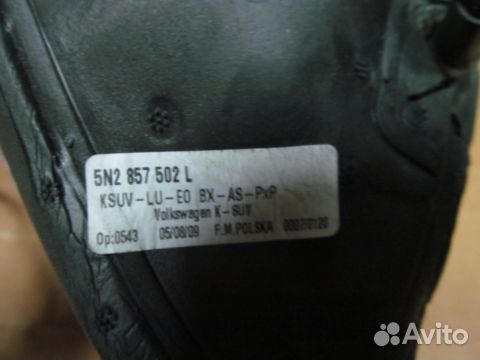 5N2 857 502 L
KSUV-LU-EO BX-AS-PxP
Volkswagen K-SUV
Op:0543 05/08/09 F.M.POLSKA
Avito